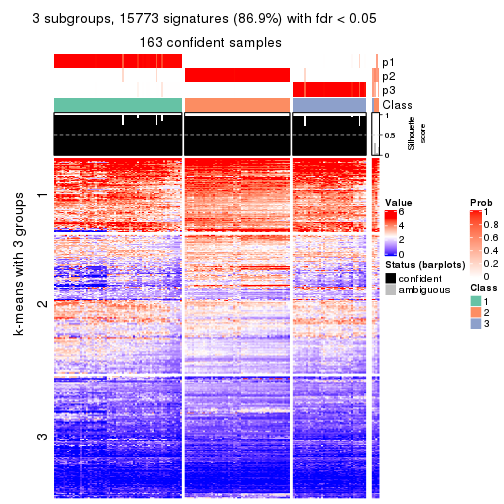 3 subgroups, 15773 signatures (86.9%) with fdr < 0.05
163 confident samples
p1
p2
p3
Class
1
0.5
0
Silhouette
score
k-means with 3 groups
1
2
3
Value
6
4
2
0
Status (barplots)
confident
ambiguous
Prob
1
0.8
0.6
0.4
0.2
0
Class
1
2
3